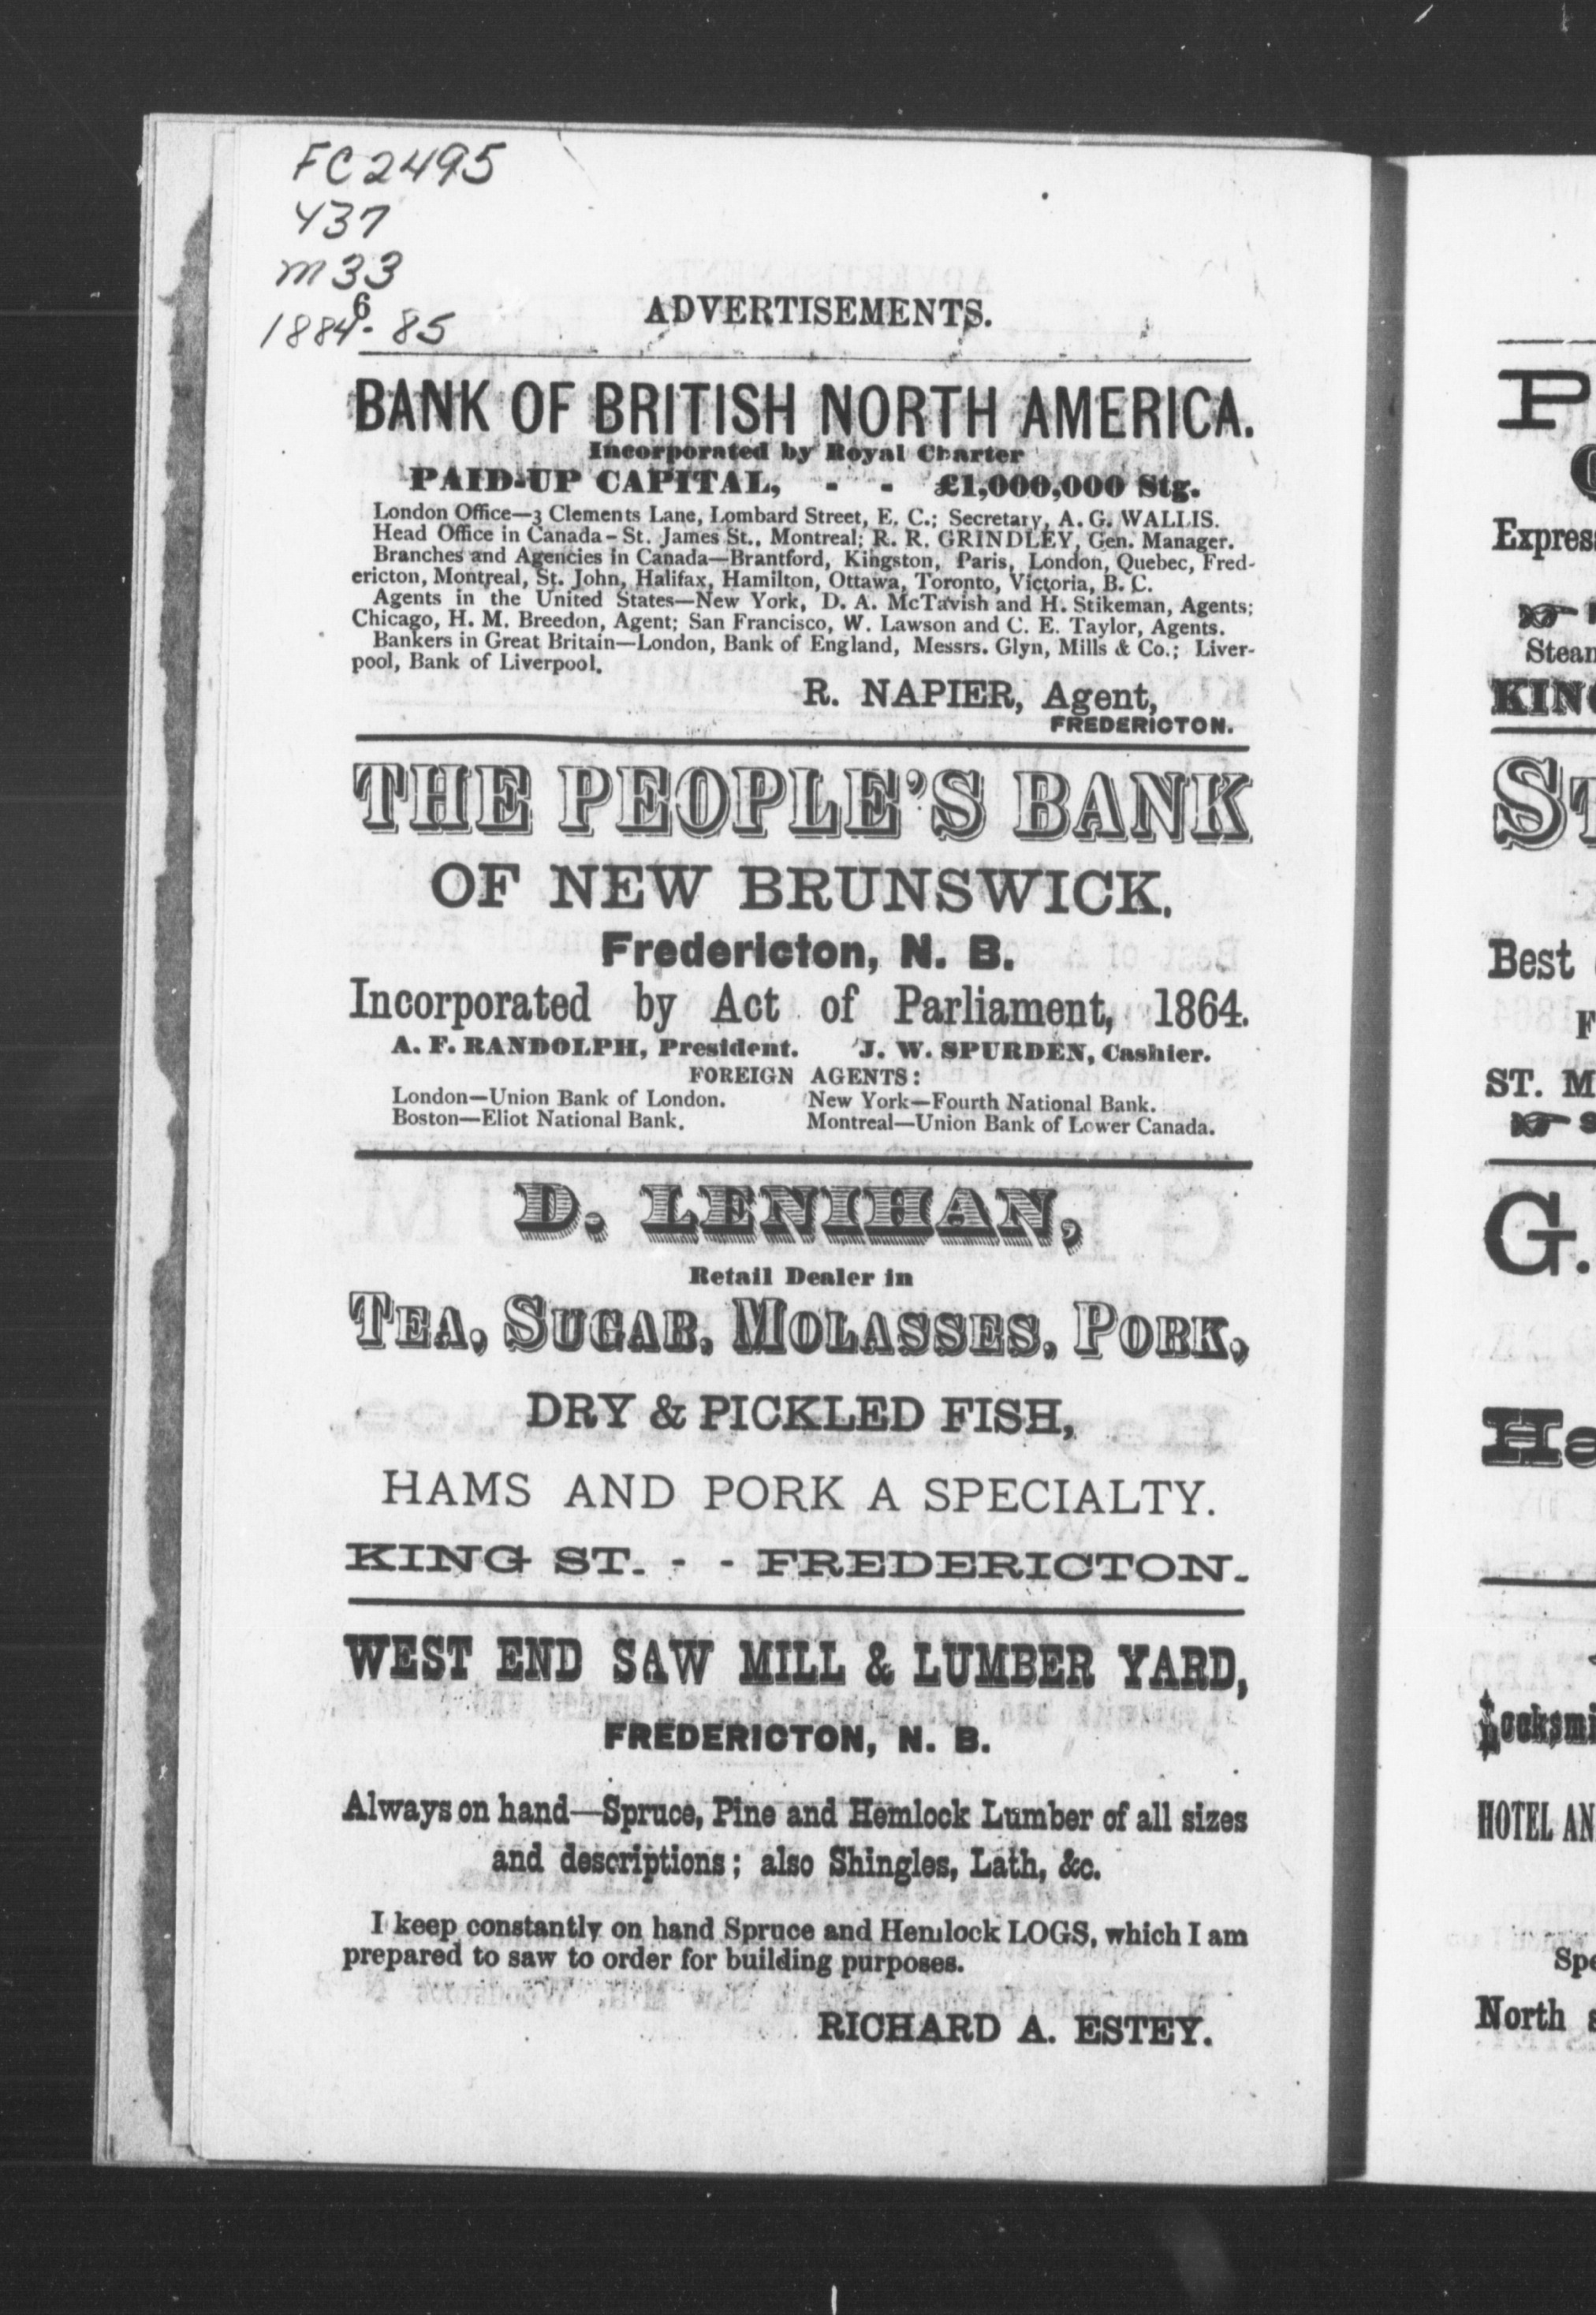 FC2495
437
M33
1884-85
6
ADVERTISEMENTS.
BANK OF BRITISH NORTH AMERICA.
Incorporated by Royal Charter
PAID-UP CAPITAL, - - £1,000,000 Stg.
London Office—3 Clements Lane, Lombard Street, E. C.; Secretary, A. G. WALLIS.
Head Office in Canada-St. James St., Montreal; R. R. GRINDLEY, Gen. Manager.
Branches and Agencies in Canada—Brantford, Kingston, Paris, London, Quebec, Fred-
ericton, Montreal, St. John, Halifax, Hamilton, Ottawa, Toronto, Victoria, B. C.
Agents in the United States—New York, D. A. McTavish and H. Stikeman, Agents;
Chicago, H. M. Breedon, Agent; San Francisco, W. Lawson and C. E. Taylor, Agents.
Bankers in Great Britain—London, Bank of England, Messrs. Glyn, Mills & Co.; Liver-
pool, Bank of Liverpool.
R. NAPIER, Agent,
FREDERICTON.
THE PEOPLE'S BANK
OF NEW BRUNSWICK.
Fredericton, N. B.
Incorporated by Act of Parliament, 1864.
A. F. RANDOLPH, President. J. W. SPURDEN, Cashier.
FOREIGN AGENTS:
London—Union Bank of London. New York—Fourth National Bank.
Boston—Eliot National Bank. Montreal—Union Bank of Lower Canada.
D. LENIHAN,
Retail Dealer in
TEA, SUGAR, MOLASSES, PORK,
DRY & PICKLED FISH,
HAMS AND PORK A SPECIALTY.
KING ST. - - FREDERICTON.
WEST END SAW MILL & LUMBER YARD,
FREDERICTON, N. B.
Always on hand—Spruce, Pine and Hemlock Lumber of all sizes
and descriptions; also Shingles, Lath, &c.
I keep constantly on hand Spruce and Hemlock LOGS, which I am
prepared to saw to order for building purposes.
RICHARD A. ESTEY.
P
Expres
Stean
KING
ST
Best
F
ST. M
S
G.
Ha
Locksmi
HOTEL AN
Spe
North s